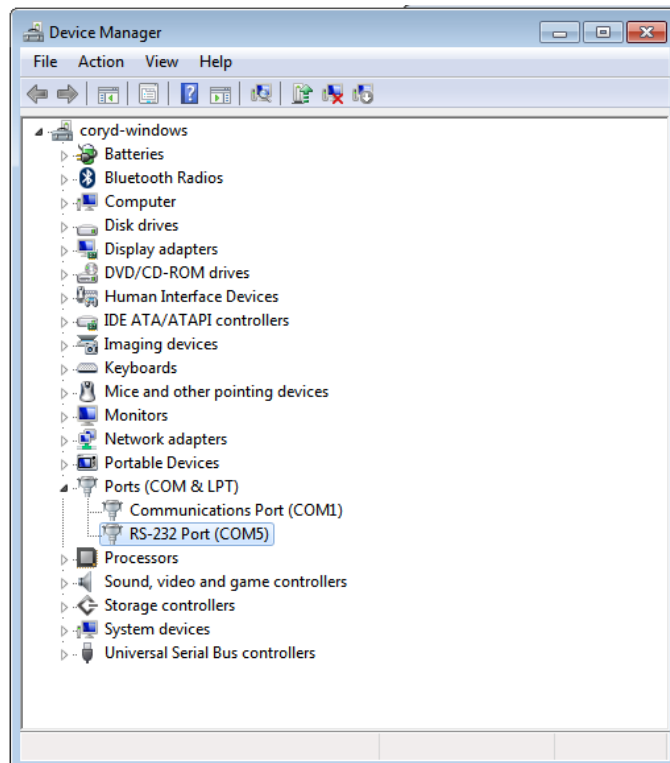 Device Manager
File Action View Help
coryd-windows
Batteries
Bluetooth Radios
Computer
Disk drives
Display adapters
DVD/CD-ROM drives
Human Interface Devices
IDE ATA/ATAPI controllers
Imaging devices
Keyboards
Mice and other pointing devices
Monitors
Network adapters
Portable Devices
Ports (COM & LPT)
Communications Port (COM1)
RS-232 Port (COM5)
Processors
Sound, video and game controllers
Storage controllers
System devices
Universal Serial Bus controllers